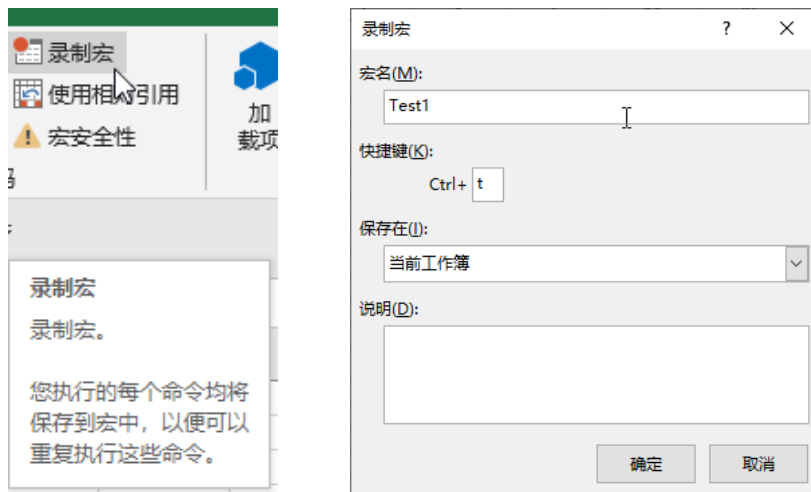 录制宏
使用相对引用
宏安全性
加
载项
录制宏
录制宏。
您执行的每个命令均将
保存到宏中，以便可以
重复执行这些命令。
录制宏
?
宏名(M):
Test1
快捷键(K):
Ctrl+ t
保存在(I):
当前工作簿
说明(D):
确定
取消